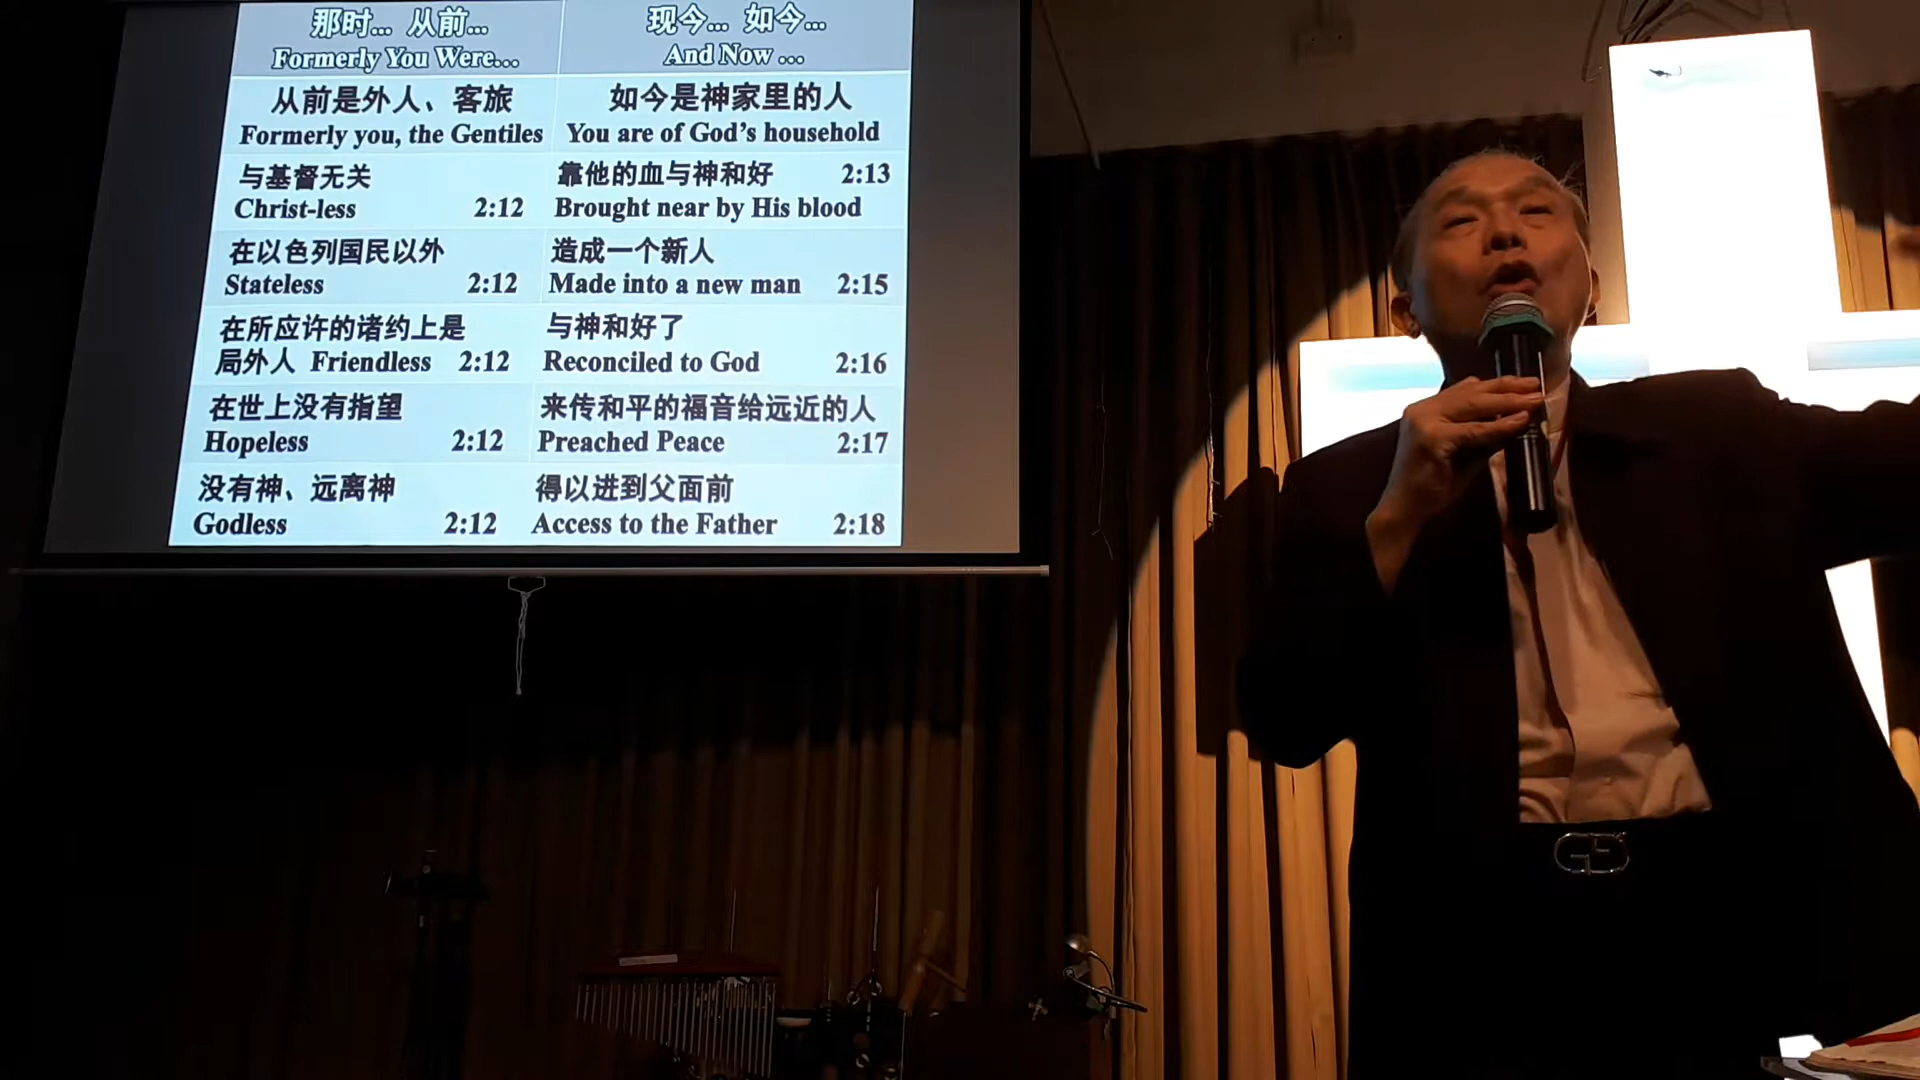 那时... 从前...
Formerly You Were...
现今... 如今...
And Now ...
从前是外人、客旅
Formerly you, the Gentiles
如今是神家里的人
You are of God's household
与基督无关
Christ-less 2:12
靠他的血与神和好 2:13
Brought near by His blood
在以色列国民以外
Stateless 2:12
造成一个新人
Made into a new man 2:15
在所应许的诸约上是
局外人 Friendless 2:12
与神和好了
Reconciled to God 2:16
在世上没有指望
Hopeless 2:12
来传和平的福音给远近的人
Preached Peace 2:17
没有神、远离神
Godless 2:12
得以进到父面前
Access to the Father 2:18